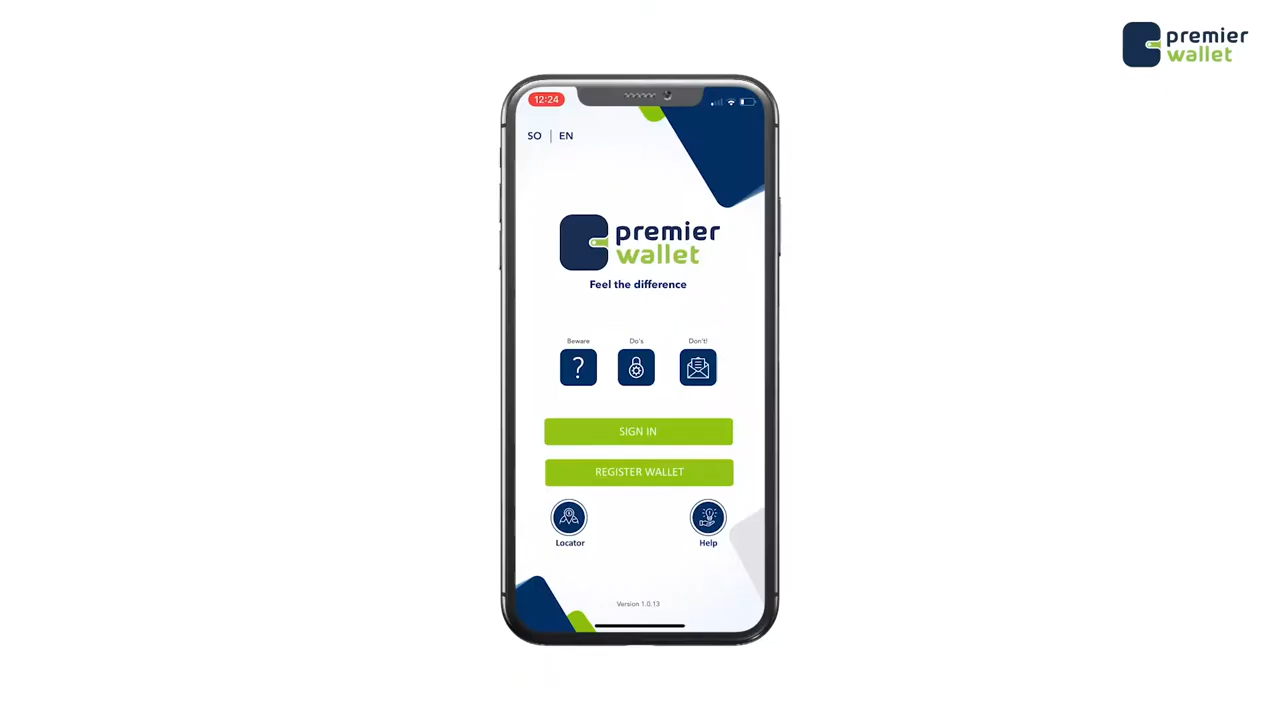 premier
wallet
12:24
SO | EN
premier
wallet
Feel the difference
Beware
Do's
Don't!
SIGN IN
REGISTER WALLET
Locator
Help
Version 1.0.13